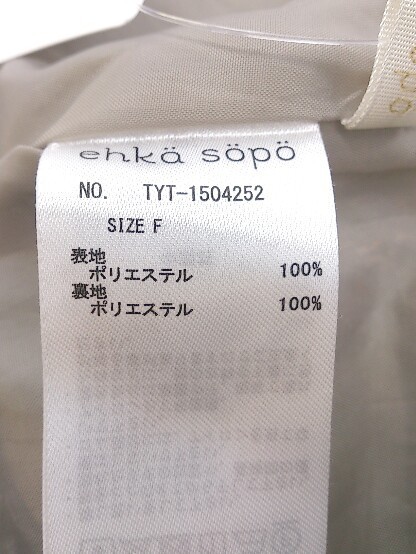 ehkä söpö
NO. TYT-1504252
SIZE F
表地
ポリエステル 100%
裏地
ポリエステル 100%